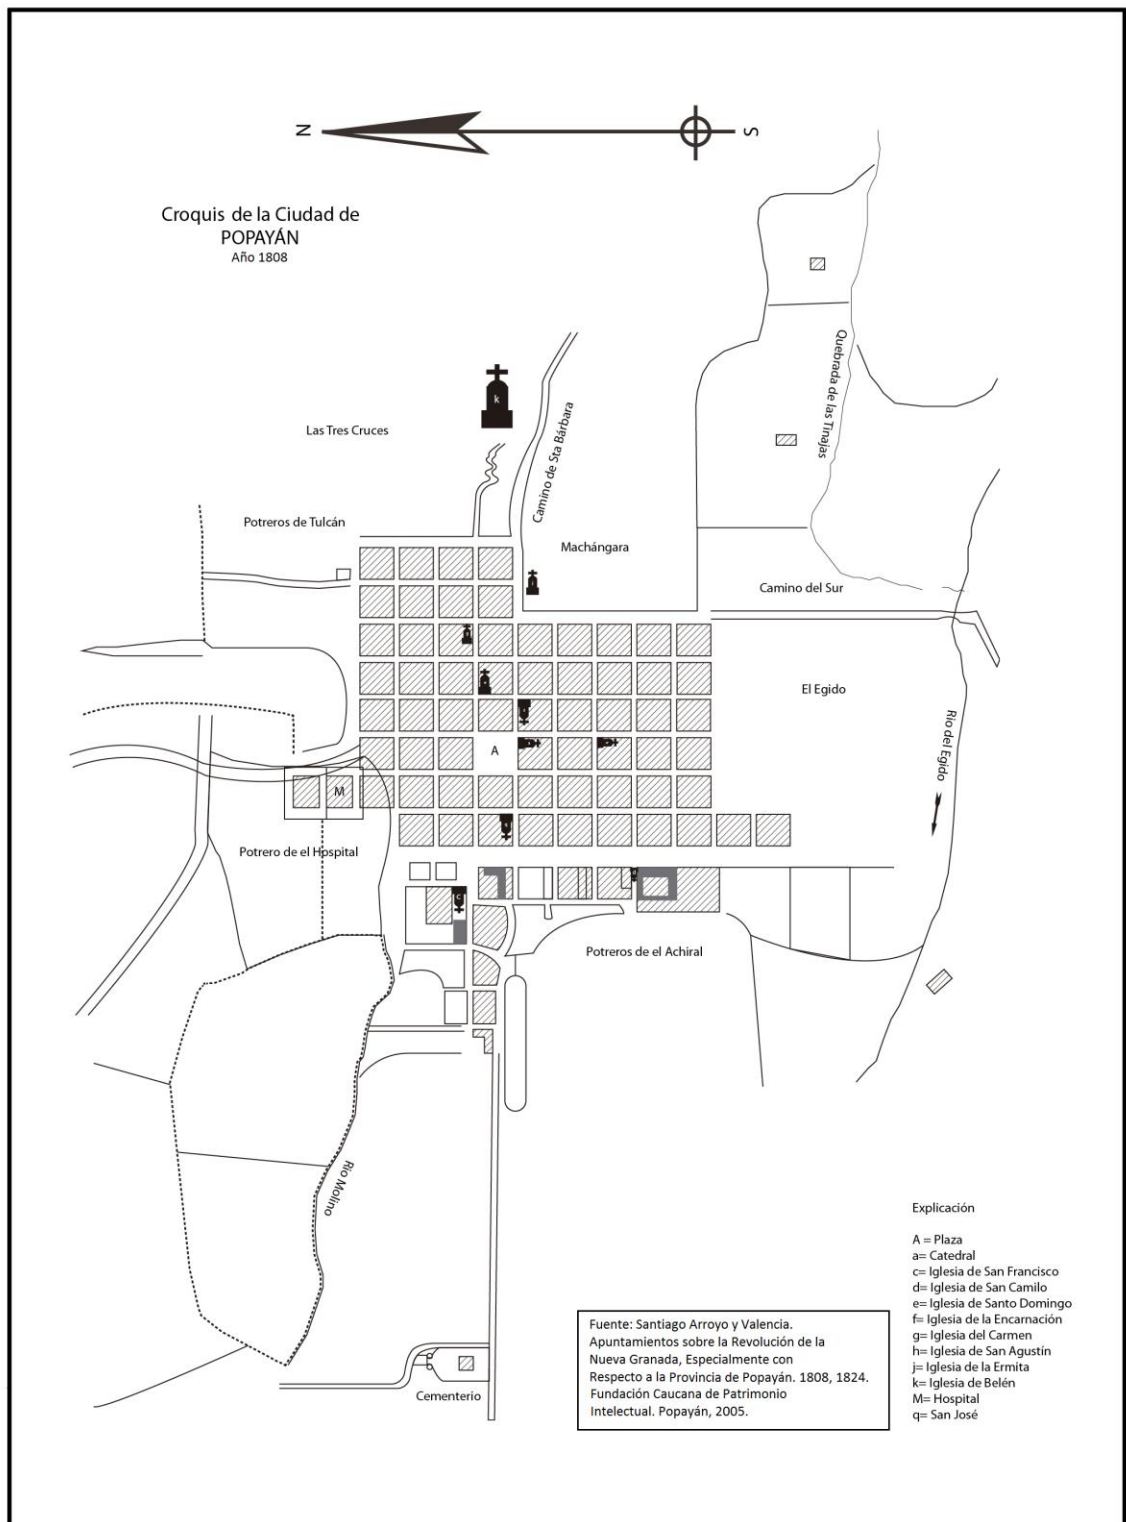 N
S
Croquis de la Ciudad de
POPAYÁN
Año 1808
k
Las Tres Cruces
Camino de Sta Bárbara
Quebrada de las Tinajas
Potreros de Tulcán
Machángara
Camino del Sur
El Egido
Rio del Egido
A
M
Potrero de el Hospital
c
Potreros de el Achiral
Rio Molino
Cementerio
Explicación
A = Plaza
a= Catedral
c= Iglesia de San Francisco
d= Iglesia de San Camilo
e= Iglesia de Santo Domingo
f= Iglesia de la Encarnación
g= Iglesia del Carmen
h= Iglesia de San Agustín
j= Iglesia de la Ermita
k= Iglesia de Belén
M= Hospital
q= San José
Fuente: Santiago Arroyo y Valencia.
Apuntamientos sobre la Revolución de la
Nueva Granada, Especialmente con
Respecto a la Provincia de Popayán. 1808, 1824.
Fundación Caucana de Patrimonio
Intelectual. Popayán, 2005.